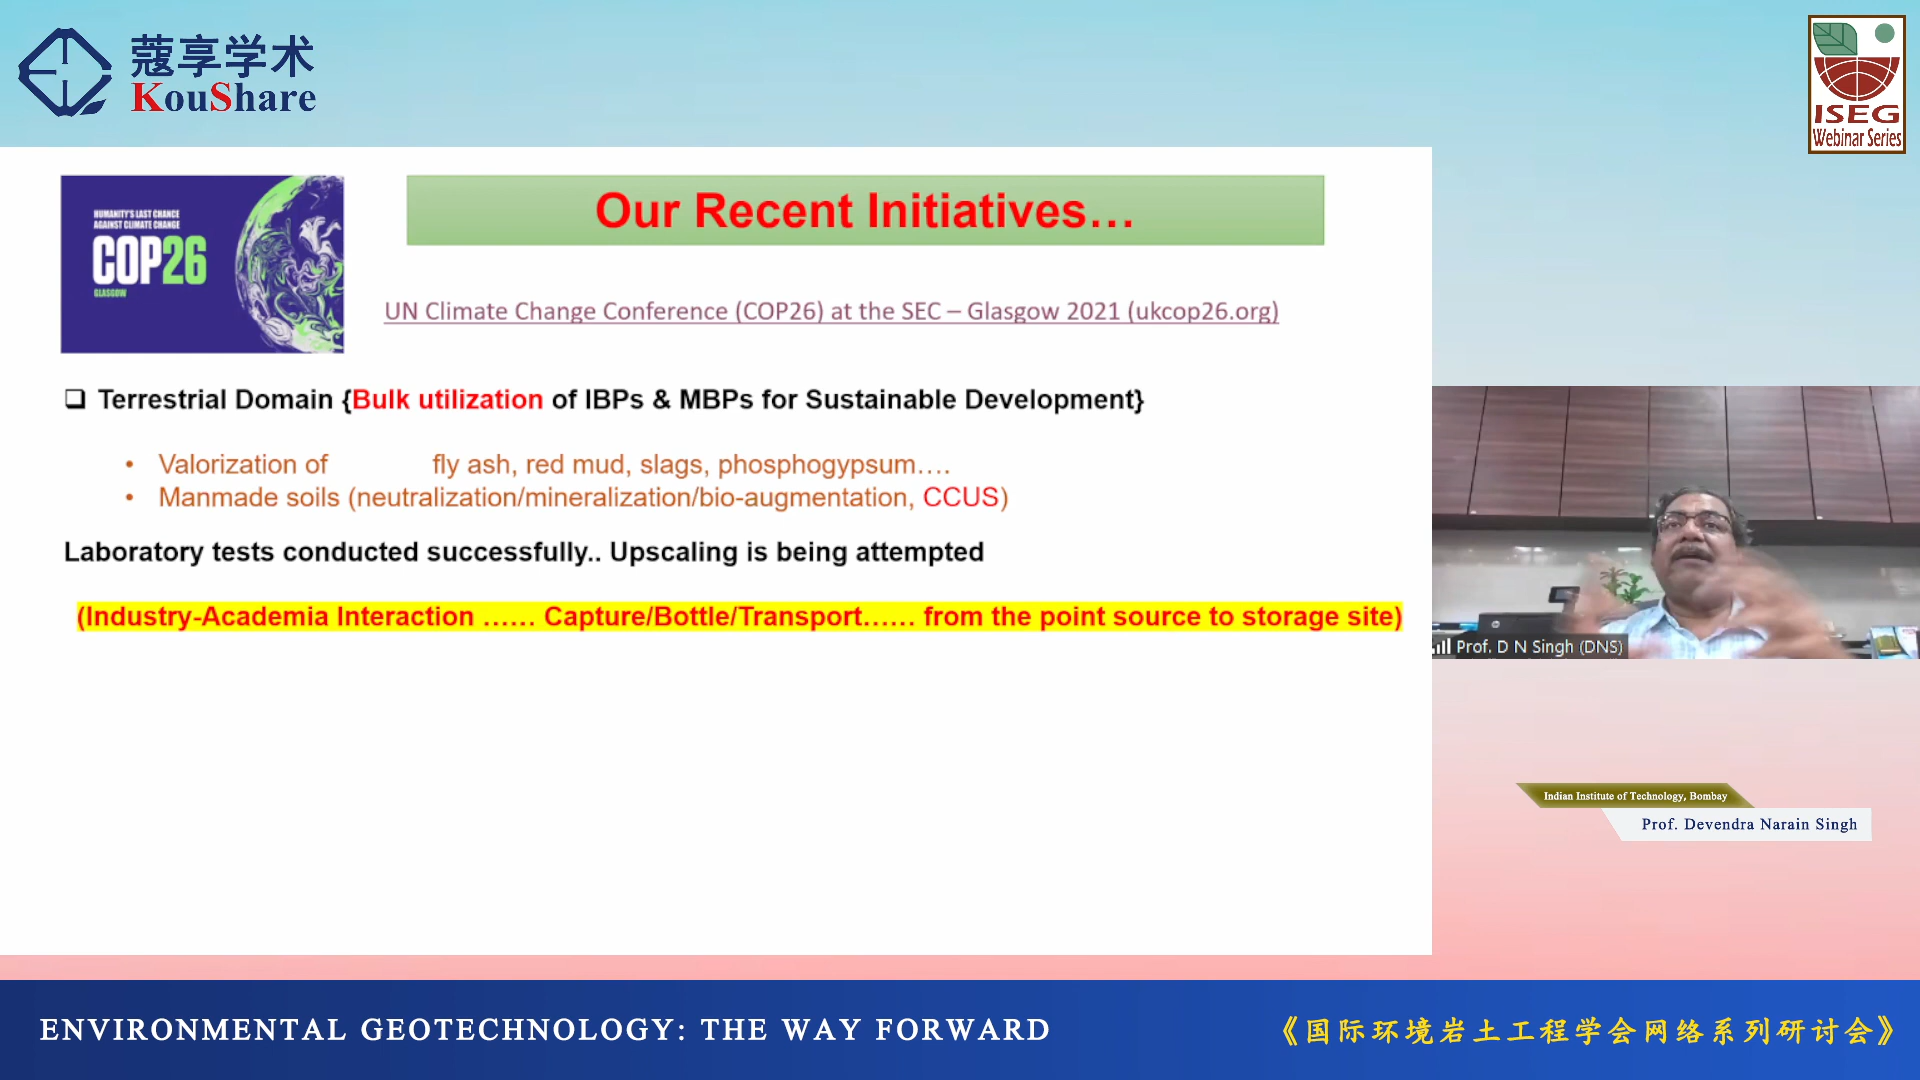 蔻享学术
KouShare
ISEG
Webinar Series
HUMANITY'S LAST CHANCE
AGAINST CLIMATE CHANGE
COP26
GLASGOW
Our Recent Initiatives…
UN Climate Change Conference (COP26) at the SEC – Glasgow 2021 (ukcop26.org)
❑ Terrestrial Domain {Bulk utilization of IBPs & MBPs for Sustainable Development}
• Valorization of fly ash, red mud, slags, phosphogypsum….
• Manmade soils (neutralization/mineralization/bio-augmentation, CCUS)
Laboratory tests conducted successfully.. Upscaling is being attempted
(Industry-Academia Interaction …… Capture/Bottle/Transport…… from the point source to storage site)
Prof. D N Singh (DNS)
Indian Institute of Technology, Bombay
Prof. Devendra Narain Singh
ENVIRONMENTAL GEOTECHNOLOGY: THE WAY FORWARD
《国际环境岩土工程学会网络系列研讨会》